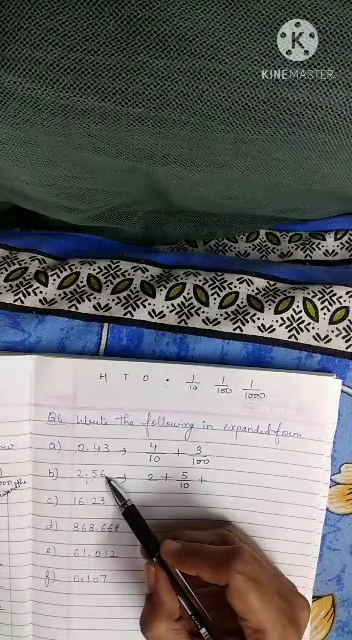 K
KINEMASTER
H T O . 1/10 1/100 1/1000
Q6 Write the following in expanded form
a) 0.43 → 4/10 + 3/100
b) 2.56 → 2 + 5/10 +
c) 16.23
d) 868.668
e) 61.012
f) 0.107